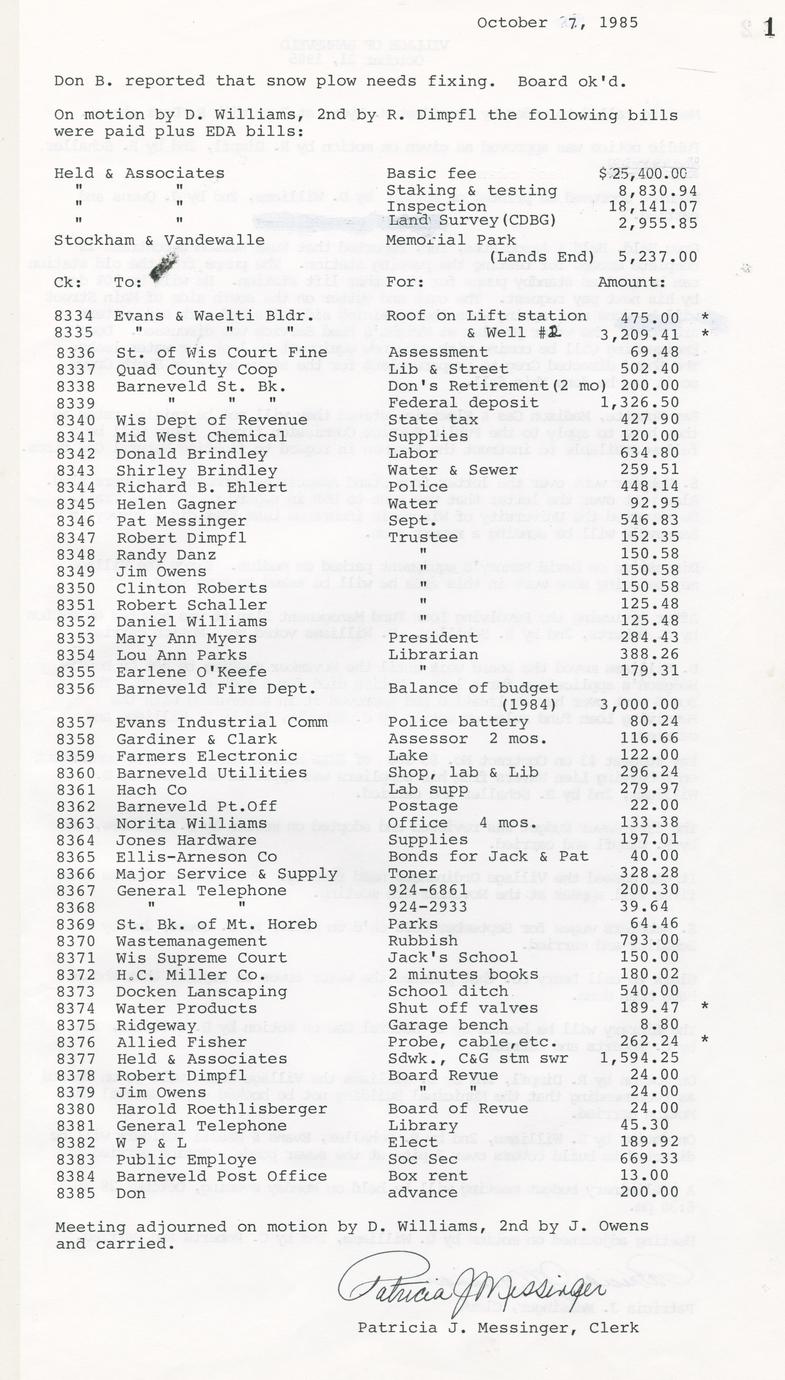 October 7, 1985
1
Don B. reported that snow plow needs fixing.  Board ok'd.
On motion by D. Williams, 2nd by R. Dimpfl the following bills
were paid plus EDA bills:
Held & Associates Basic fee $ 25,400.00
" " Staking & testing 8,830.94
" " Inspection 18,141.07
" " Land Survey(CDBG) 2,955.85
Stockham & Vandewalle Memorial Park
(Lands End) 5,237.00
Ck: To: For: Amount:
8334 Evans & Waelti Bldr. Roof on Lift station 475.00 *
8335 " " " & Well #2 3,209.41 *
8336 St. of Wis Court Fine Assessment 69.48
8337 Quad County Coop Lib & Street 502.40
8338 Barneveld St. Bk. Don's Retirement(2 mo) 200.00
8339 " " " Federal deposit 1,326.50
8340 Wis Dept of Revenue State tax 427.90
8341 Mid West Chemical Supplies 120.00
8342 Donald Brindley Labor 634.80
8343 Shirley Brindley Water & Sewer 259.51
8344 Richard B. Ehlert Police 448.14
8345 Helen Gagner Water 92.95
8346 Pat Messinger Sept. 546.83
8347 Robert Dimpfl Trustee 152.35
8348 Randy Danz " 150.58
8349 Jim Owens " 150.58
8350 Clinton Roberts " 150.58
8351 Robert Schaller " 125.48
8352 Daniel Williams " 125.48
8353 Mary Ann Myers President 284.43
8354 Lou Ann Parks Librarian 388.26
8355 Earlene O'Keefe " 179.31
8356 Barneveld Fire Dept. Balance of budget
(1984) 3,000.00
8357 Evans Industrial Comm Police battery 80.24
8358 Gardiner & Clark Assessor 2 mos. 116.66
8359 Farmers Electronic Lake 122.00
8360 Barneveld Utilities Shop, lab & Lib 296.24
8361 Hach Co Lab supp 279.97
8362 Barneveld Pt.Off Postage 22.00
8363 Norita Williams Office 4 mos. 133.38
8364 Jones Hardware Supplies 197.01
8365 Ellis-Arneson Co Bonds for Jack & Pat 40.00
8366 Major Service & Supply Toner 328.28
8367 General Telephone 924-6861 200.30
8368 " " 924-2933 39.64
8369 St. Bk. of Mt. Horeb Parks 64.46
8370 Wastemanagement Rubbish 793.00
8371 Wis Supreme Court Jack's School 150.00
8372 H.C. Miller Co. 2 minutes books 180.02
8373 Docken Lanscaping School ditch 540.00
8374 Water Products Shut off valves 189.47 *
8375 Ridgeway Garage bench 8.80
8376 Allied Fisher Probe, cable,etc. 262.24 *
8377 Held & Associates Sdwk., C&G stm swr 1,594.25
8378 Robert Dimpfl Board Revue 24.00
8379 Jim Owens " " 24.00
8380 Harold Roethlisberger Board of Revue 24.00
8381 General Telephone Library 45.30
8382 W P & L Elect 189.92
8383 Public Employe Soc Sec 669.33
8384 Barneveld Post Office Box rent 13.00
8385 Don advance 200.00
Meeting adjourned on motion by D. Williams, 2nd by J. Owens
and carried.
Patricia J Messinger
Patricia J. Messinger, Clerk